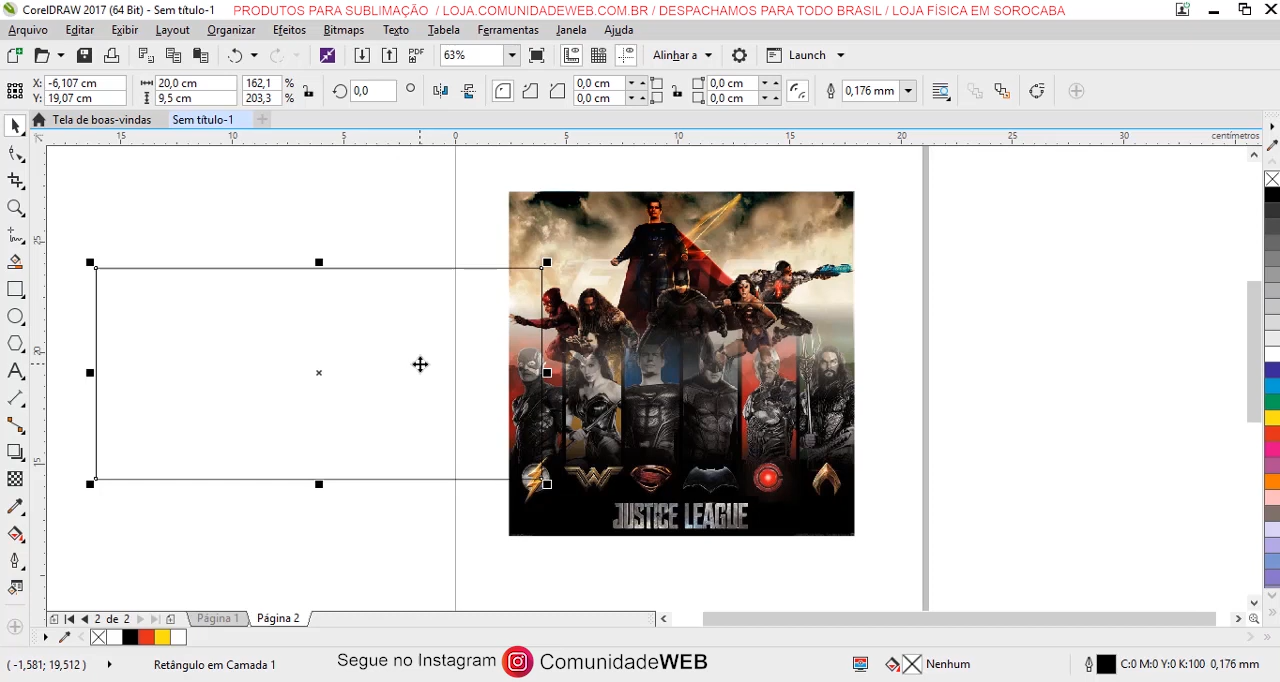 CorelDRAW 2017 (64 Bit) - Sem título-1
PRODUTOS PARA SUBLIMAÇÃO / LOJA.COMUNIDADEWEB.COM.BR / DESPACHAMOS PARA TODO BRASIL / LOJA FÍSICA EM SOROCABA
Arquivo Editar Exibir Layout Organizar Efeitos Bitmaps Texto Tabela Ferramentas Janela Ajuda
PDF 63% Alinhar a Launch
X: -6,107 cm 20,0 cm 162,1 % 0,0 0,0 cm 0,0 cm 0,176 mm
Y: 19,07 cm 9,5 cm 203,3 % 0,0 cm 0,0 cm
Tela de boas-vindas Sem título-1
15 10 5 0 5 10 15 20 25 30 centímetros
25
20
15
JUSTICE LEAGUE
2 de 2 Página 1 Página 2
( -1,581; 19,512 ) Retângulo em Camada 1 Segue no Instagram ComunidadeWEB Nenhum C:0 M:0 Y:0 K:100 0,176 mm